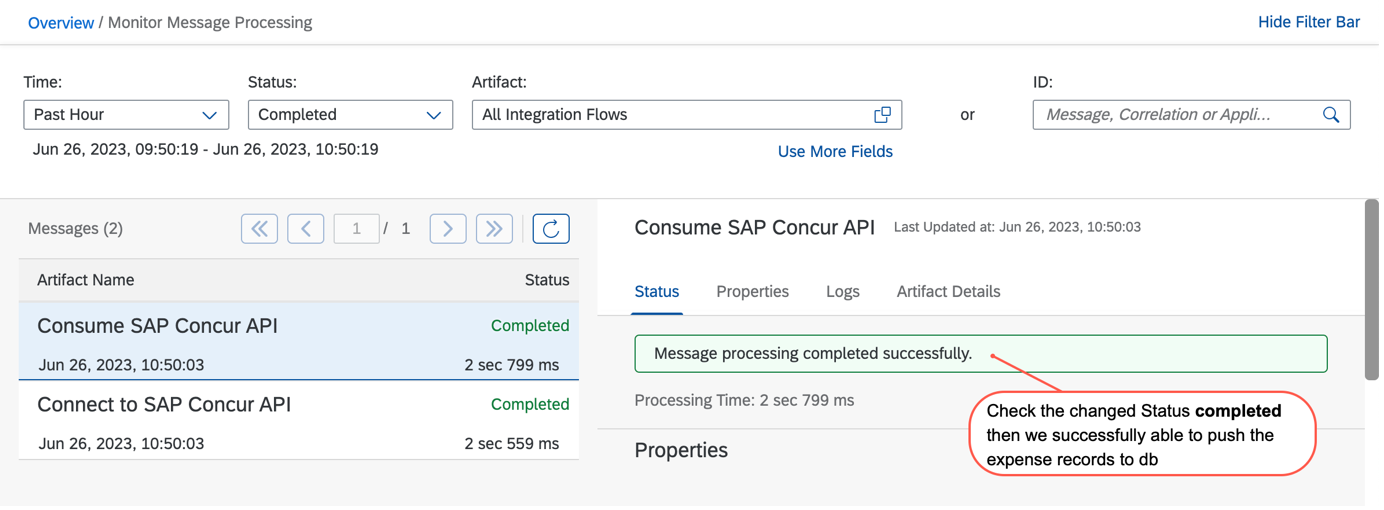 Overview / Monitor Message Processing
Hide Filter Bar
Time:
Status:
Artifact:
ID:
Past Hour
Completed
All Integration Flows
or
Message, Correlation or Appli...
Jun 26, 2023, 09:50:19 - Jun 26, 2023, 10:50:19
Use More Fields
Messages (2)
1 / 1
Artifact Name
Status
Consume SAP Concur API
Completed
Jun 26, 2023, 10:50:03
2 sec 799 ms
Connect to SAP Concur API
Completed
Jun 26, 2023, 10:50:03
2 sec 559 ms
Consume SAP Concur API
Last Updated at: Jun 26, 2023, 10:50:03
Status
Properties
Logs
Artifact Details
Message processing completed successfully.
Processing Time: 2 sec 799 ms
Check the changed Status completed
then we successfully able to push the
expense records to db
Properties